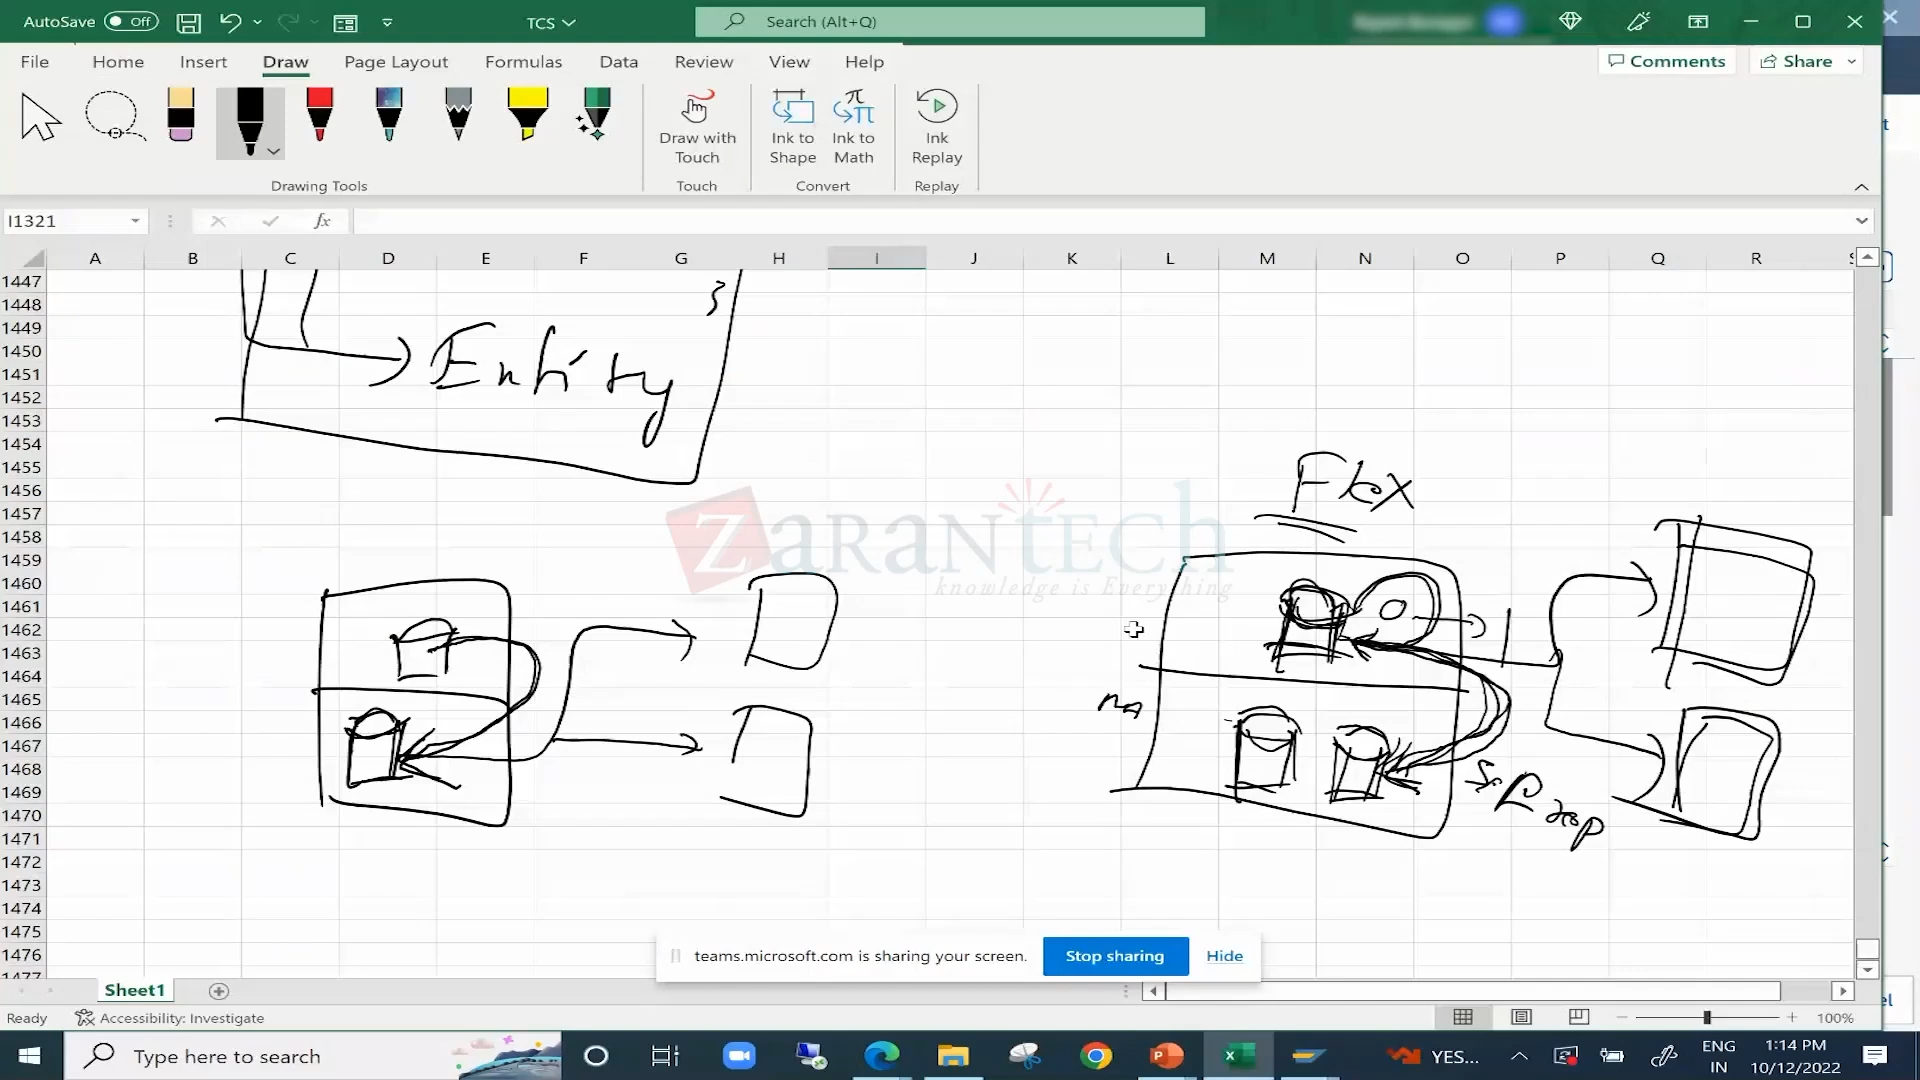 AutoSave Off TCS Search (Alt+Q)
File Home Insert Draw Page Layout Formulas Data Review View Help Comments Share
Draw with Touch
Ink to Shape
Ink to Math
Ink Replay
Drawing Tools Touch Convert Replay
I1321 fx
A B C D E F G H I J K L M N O P Q R S
1447
1448
1449
1450
1451
1452
1453
1454
1455
1456
1457
1458
1459
1460
1461
1462
1463
1464
1465
1466
1467
1468
1469
1470
1471
1472
1473
1474
1475
1476
1477
Entity
Flex
ZaranTech
knowledge is Everything
MA
teams.microsoft.com is sharing your screen. Stop sharing Hide
Sheet1
Ready Accessibility: Investigate 100%
Type here to search YES... ENG IN 1:14 PM 10/12/2022